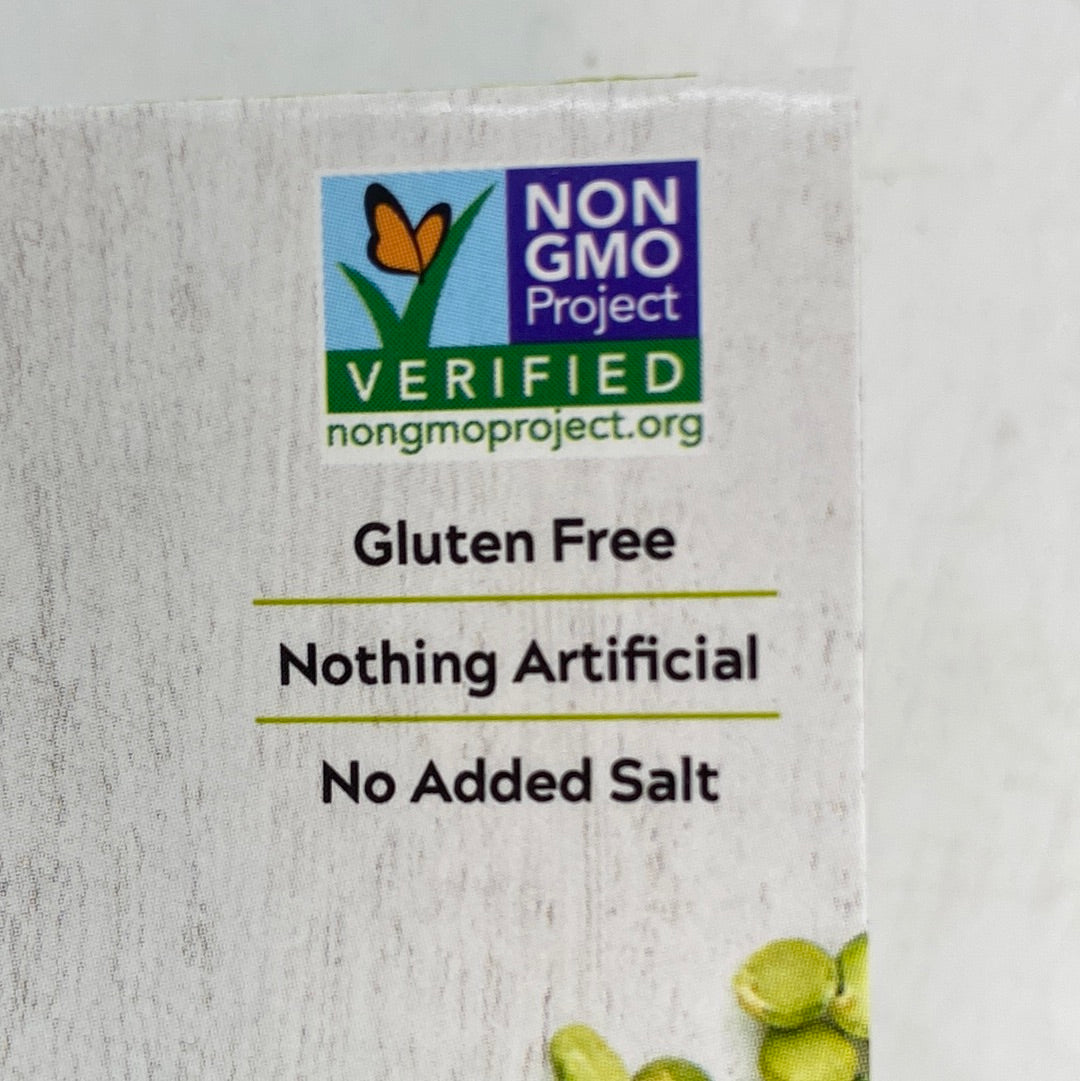 NON
GMO
Project
VERIFIED
nongmoproject.org
Gluten Free
Nothing Artificial
No Added Salt